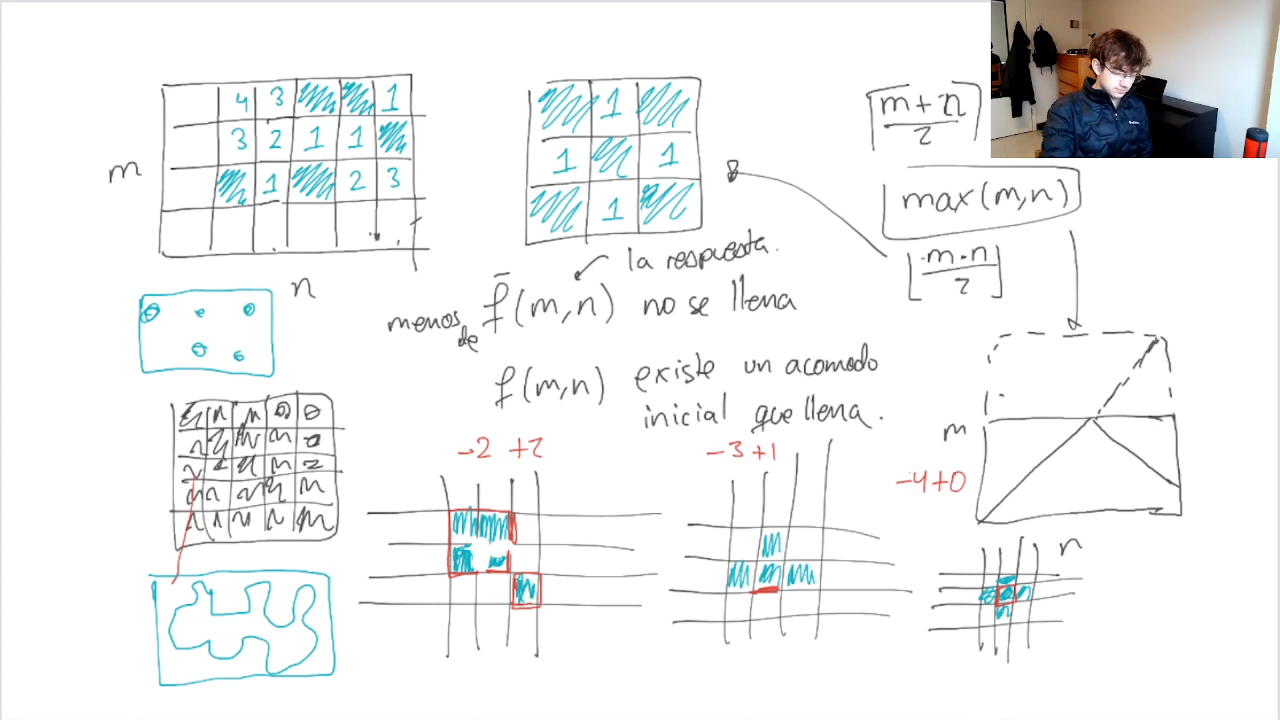 4 3 1
3 2 1 1
1 2 3
m
n
1
1 1
1
m + n
2
max(m,n)
m · n
2
la respuesta.
menos de f̄(m,n) no se llena
f(m,n) existe un acomodo
inicial que llena.
-2 +2
-3 +1
-4 +0
m
n